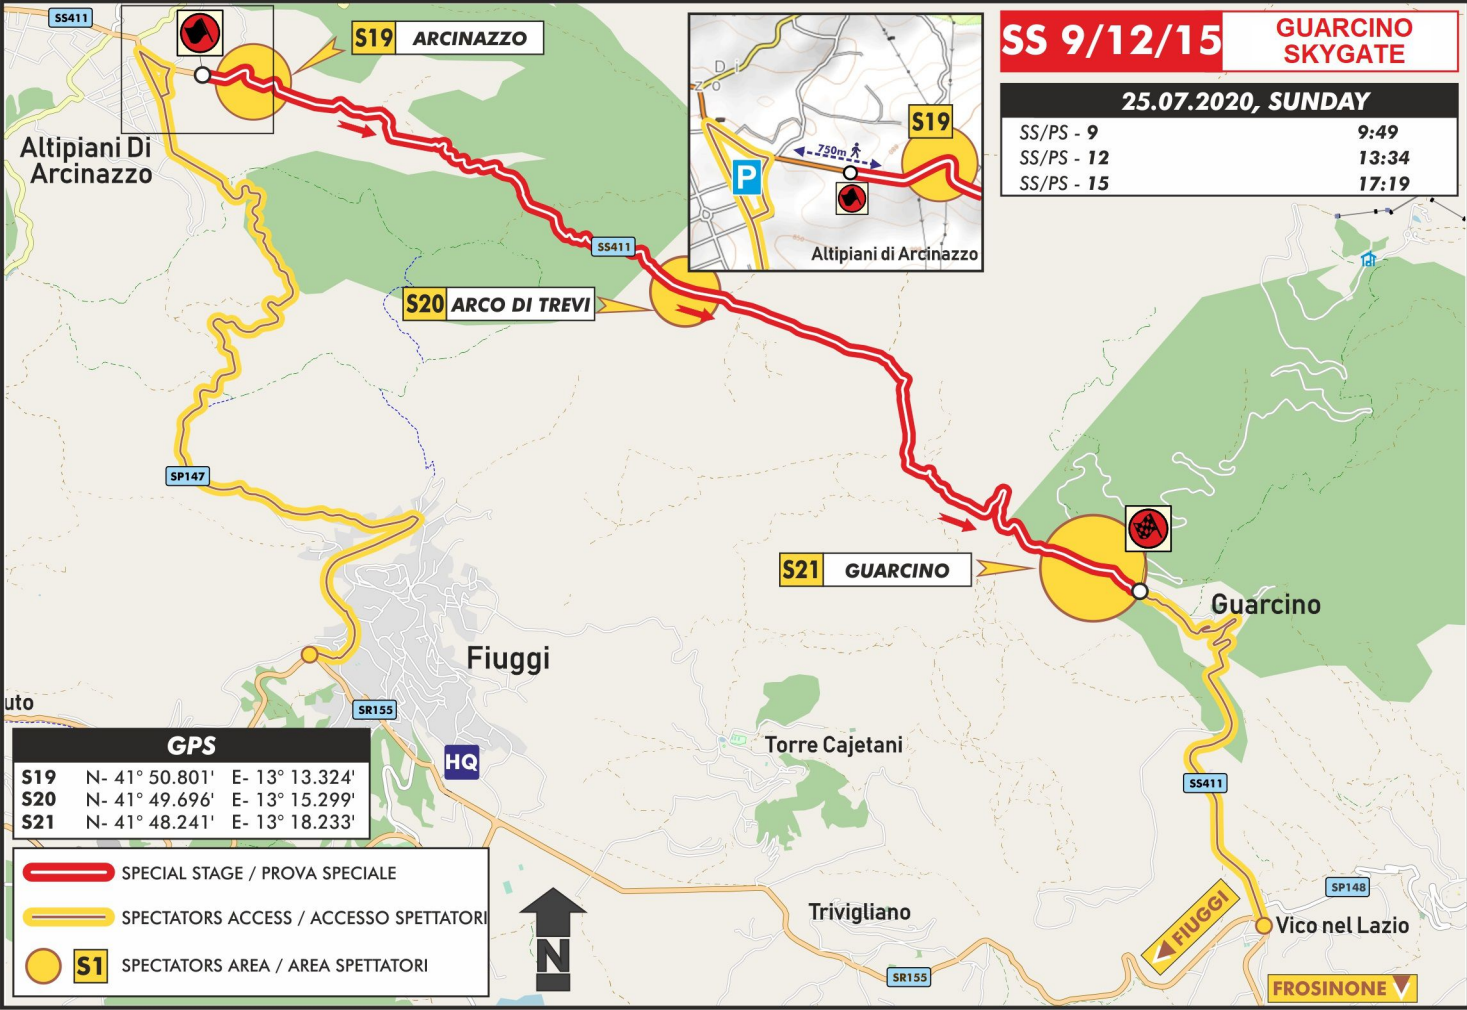 SS411
S19 ARCINAZZO
Altipiani Di
Arcinazzo
D i
Z o
S19
750m
P
Altipiani di Arcinazzo
SS 9/12/15
GUARCINO
SKYGATE
25.07.2020, SUNDAY
SS/PS - 9 9:49
SS/PS - 12 13:34
SS/PS - 15 17:19
SS411
S20 ARCO DI TREVI
SP147
S21 GUARCINO
Guarcino
Fiuggi
uto
SR155
HQ
Torre Cajetani
SS411
GPS
S19 N- 41° 50.801' E- 13° 13.324'
S20 N- 41° 49.696' E- 13° 15.299'
S21 N- 41° 48.241' E- 13° 18.233'
SPECIAL STAGE / PROVA SPECIALE
SPECTATORS ACCESS / ACCESSO SPETTATORI
S1 SPECTATORS AREA / AREA SPETTATORI
N
Trivigliano
SR155
FIUGGI
SP148
Vico nel Lazio
FROSINONE